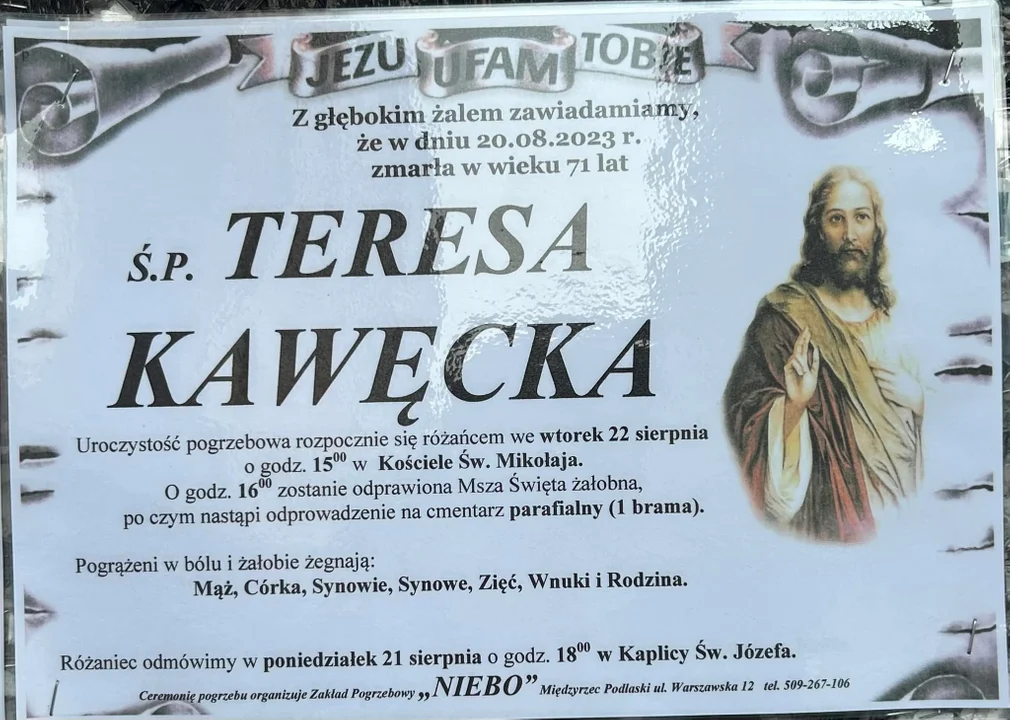 JEZU UFAM TOBIE
Z głębokim żalem zawiadamiamy,
że w dniu 20.08.2023 r.
zmarła w wieku 71 lat
Ś.P. TERESA
KAWĘCKA
Uroczystość pogrzebowa rozpocznie się różańcem we wtorek 22 sierpnia
o godz. 15⁰⁰ w Kościele Św. Mikołaja.
O godz. 16⁰⁰ zostanie odprawiona Msza Święta żałobna,
po czym nastąpi odprowadzenie na cmentarz parafialny (1 brama).
Pogrążeni w bólu i żałobie żegnają:
Mąż, Córka, Synowie, Synowe, Zięć, Wnuki i Rodzina.
Różaniec odmówimy w poniedziałek 21 sierpnia o godz. 18⁰⁰ w Kaplicy Św. Józefa.
Ceremonię pogrzebu organizuje Zakład Pogrzebowy „NIEBO” Międzyrzec Podlaski ul. Warszawska 12 tel. 509-267-106